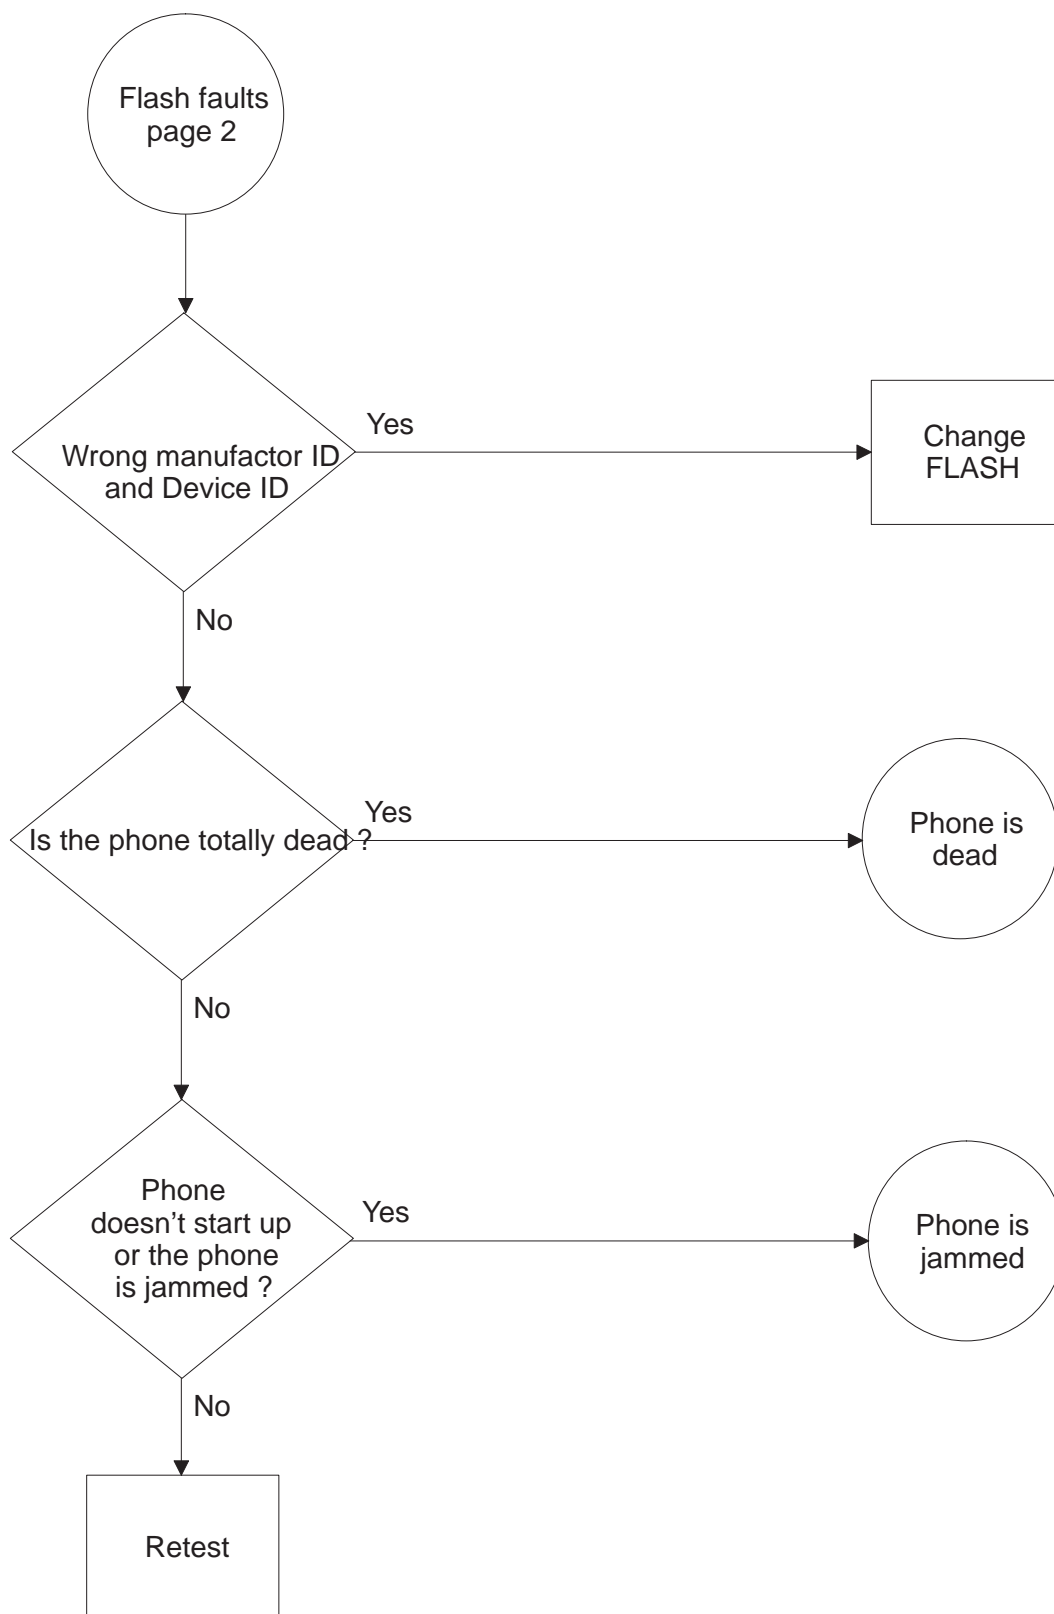 Flash faults
page 2
Yes
Wrong manufactor ID
and Device ID
Change
FLASH
No
Yes
Is the phone totally dead ?
Phone is
dead
No
Phone
doesn't start up
or the phone
is jammed ?
Yes
Phone is
jammed
No
Retest